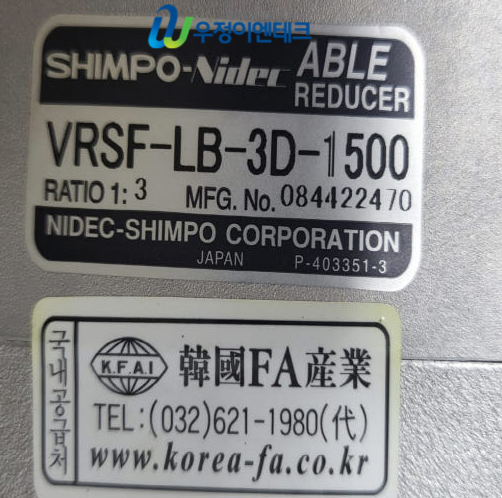 우정이엔테크
SHIMPO-Nidec ABLE
REDUCER
VRSF-LB-3D-1500
RATIO 1: 3 MFG. No. 084422470
NIDEC-SHIMPO CORPORATION
JAPAN P-403351-3
국내공급처
K.F.A.I 韓國FA産業
TEL:(032)621-1980(代)
www.korea-fa.co.kr